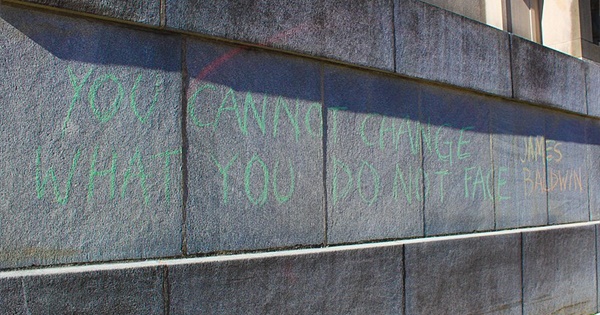 YOU CANNOT CHANGE
WHAT YOU DO NOT FACE
JAMES
BALDWIN